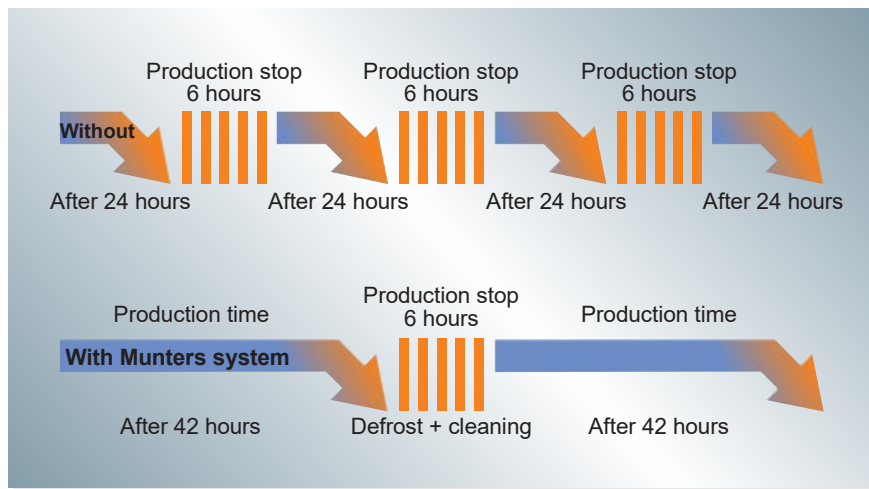 Production stop
6 hours
Production stop
6 hours
Production stop
6 hours
Without
After 24 hours
After 24 hours
After 24 hours
After 24 hours
Production time
Production stop
6 hours
Production time
With Munters system
After 42 hours
Defrost + cleaning
After 42 hours